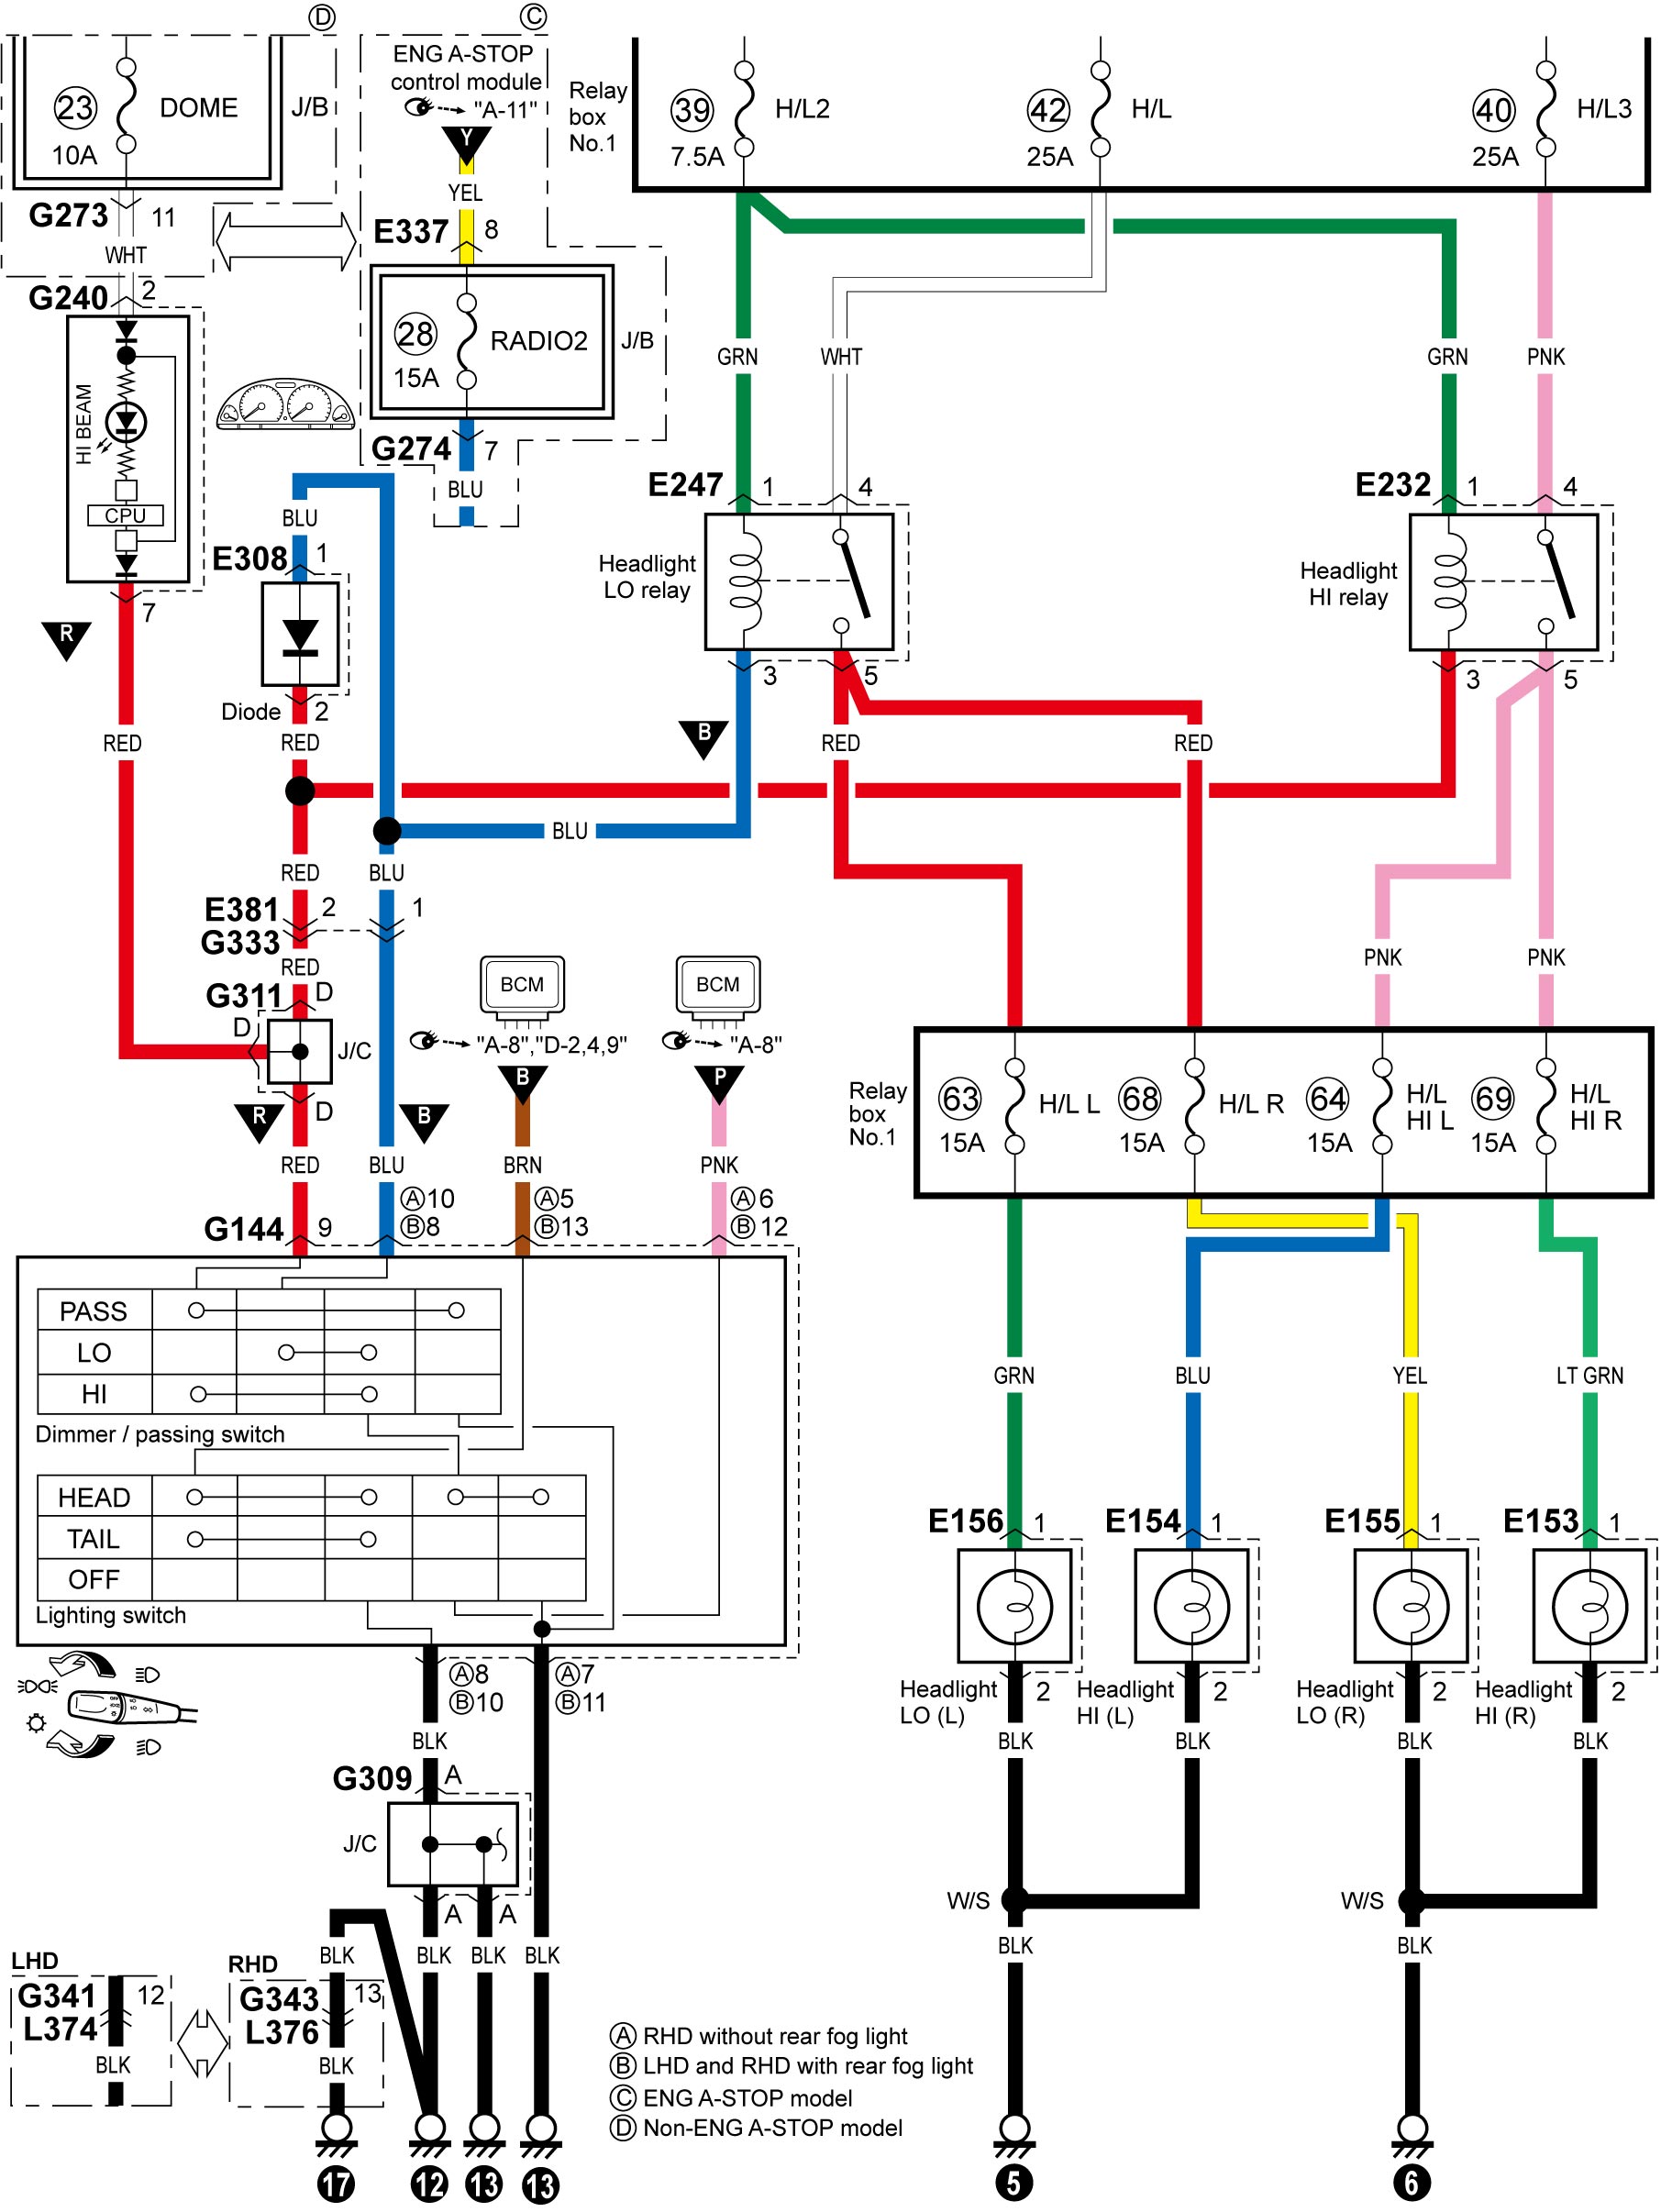 D
C
23
10A
DOME
J/B
G273
11
WHT
G240
2
HI BEAM
CPU
7
R
RED
ENG A-STOP
control module
"A-11"
Y
YEL
E337
8
28
15A
RADIO2
J/B
G274
7
BLU
Relay
box
No.1
39
7.5A
H/L2
42
25A
H/L
40
25A
H/L3
GRN
WHT
GRN
PNK
E247
1
4
Headlight
LO relay
3
5
E232
1
4
Headlight
HI relay
3
5
BLU
E308
1
Diode
2
RED
B
RED
RED
BLU
RED
BLU
E381
2
1
G333
RED
G311
D
D
J/C
D
R
B
BCM
"A-8","D-2,4,9"
B
BCM
"A-8"
P
PNK
PNK
RED
BLU
BRN
PNK
G144
9
A10
B8
A5
B13
A6
B12
Relay
box
No.1
63
15A
H/L L
68
15A
H/L R
64
15A
H/L
HI L
69
15A
H/L
HI R
PASS
LO
HI
Dimmer / passing switch
HEAD
TAIL
OFF
Lighting switch
GRN
BLU
YEL
LT GRN
E156
1
E154
1
E155
1
E153
1
Headlight
LO (L)
2
Headlight
HI (L)
2
Headlight
LO (R)
2
Headlight
HI (R)
2
BLK
BLK
BLK
BLK
A8
B10
A7
B11
BLK
G309
A
J/C
A
A
W/S
W/S
BLK
BLK
BLK
BLK
BLK
BLK
LHD
G341
12
L374
BLK
RHD
G343
13
L376
BLK
A RHD without rear fog light
B LHD and RHD with rear fog light
C ENG A-STOP model
D Non-ENG A-STOP model
17
12
13
13
5
6